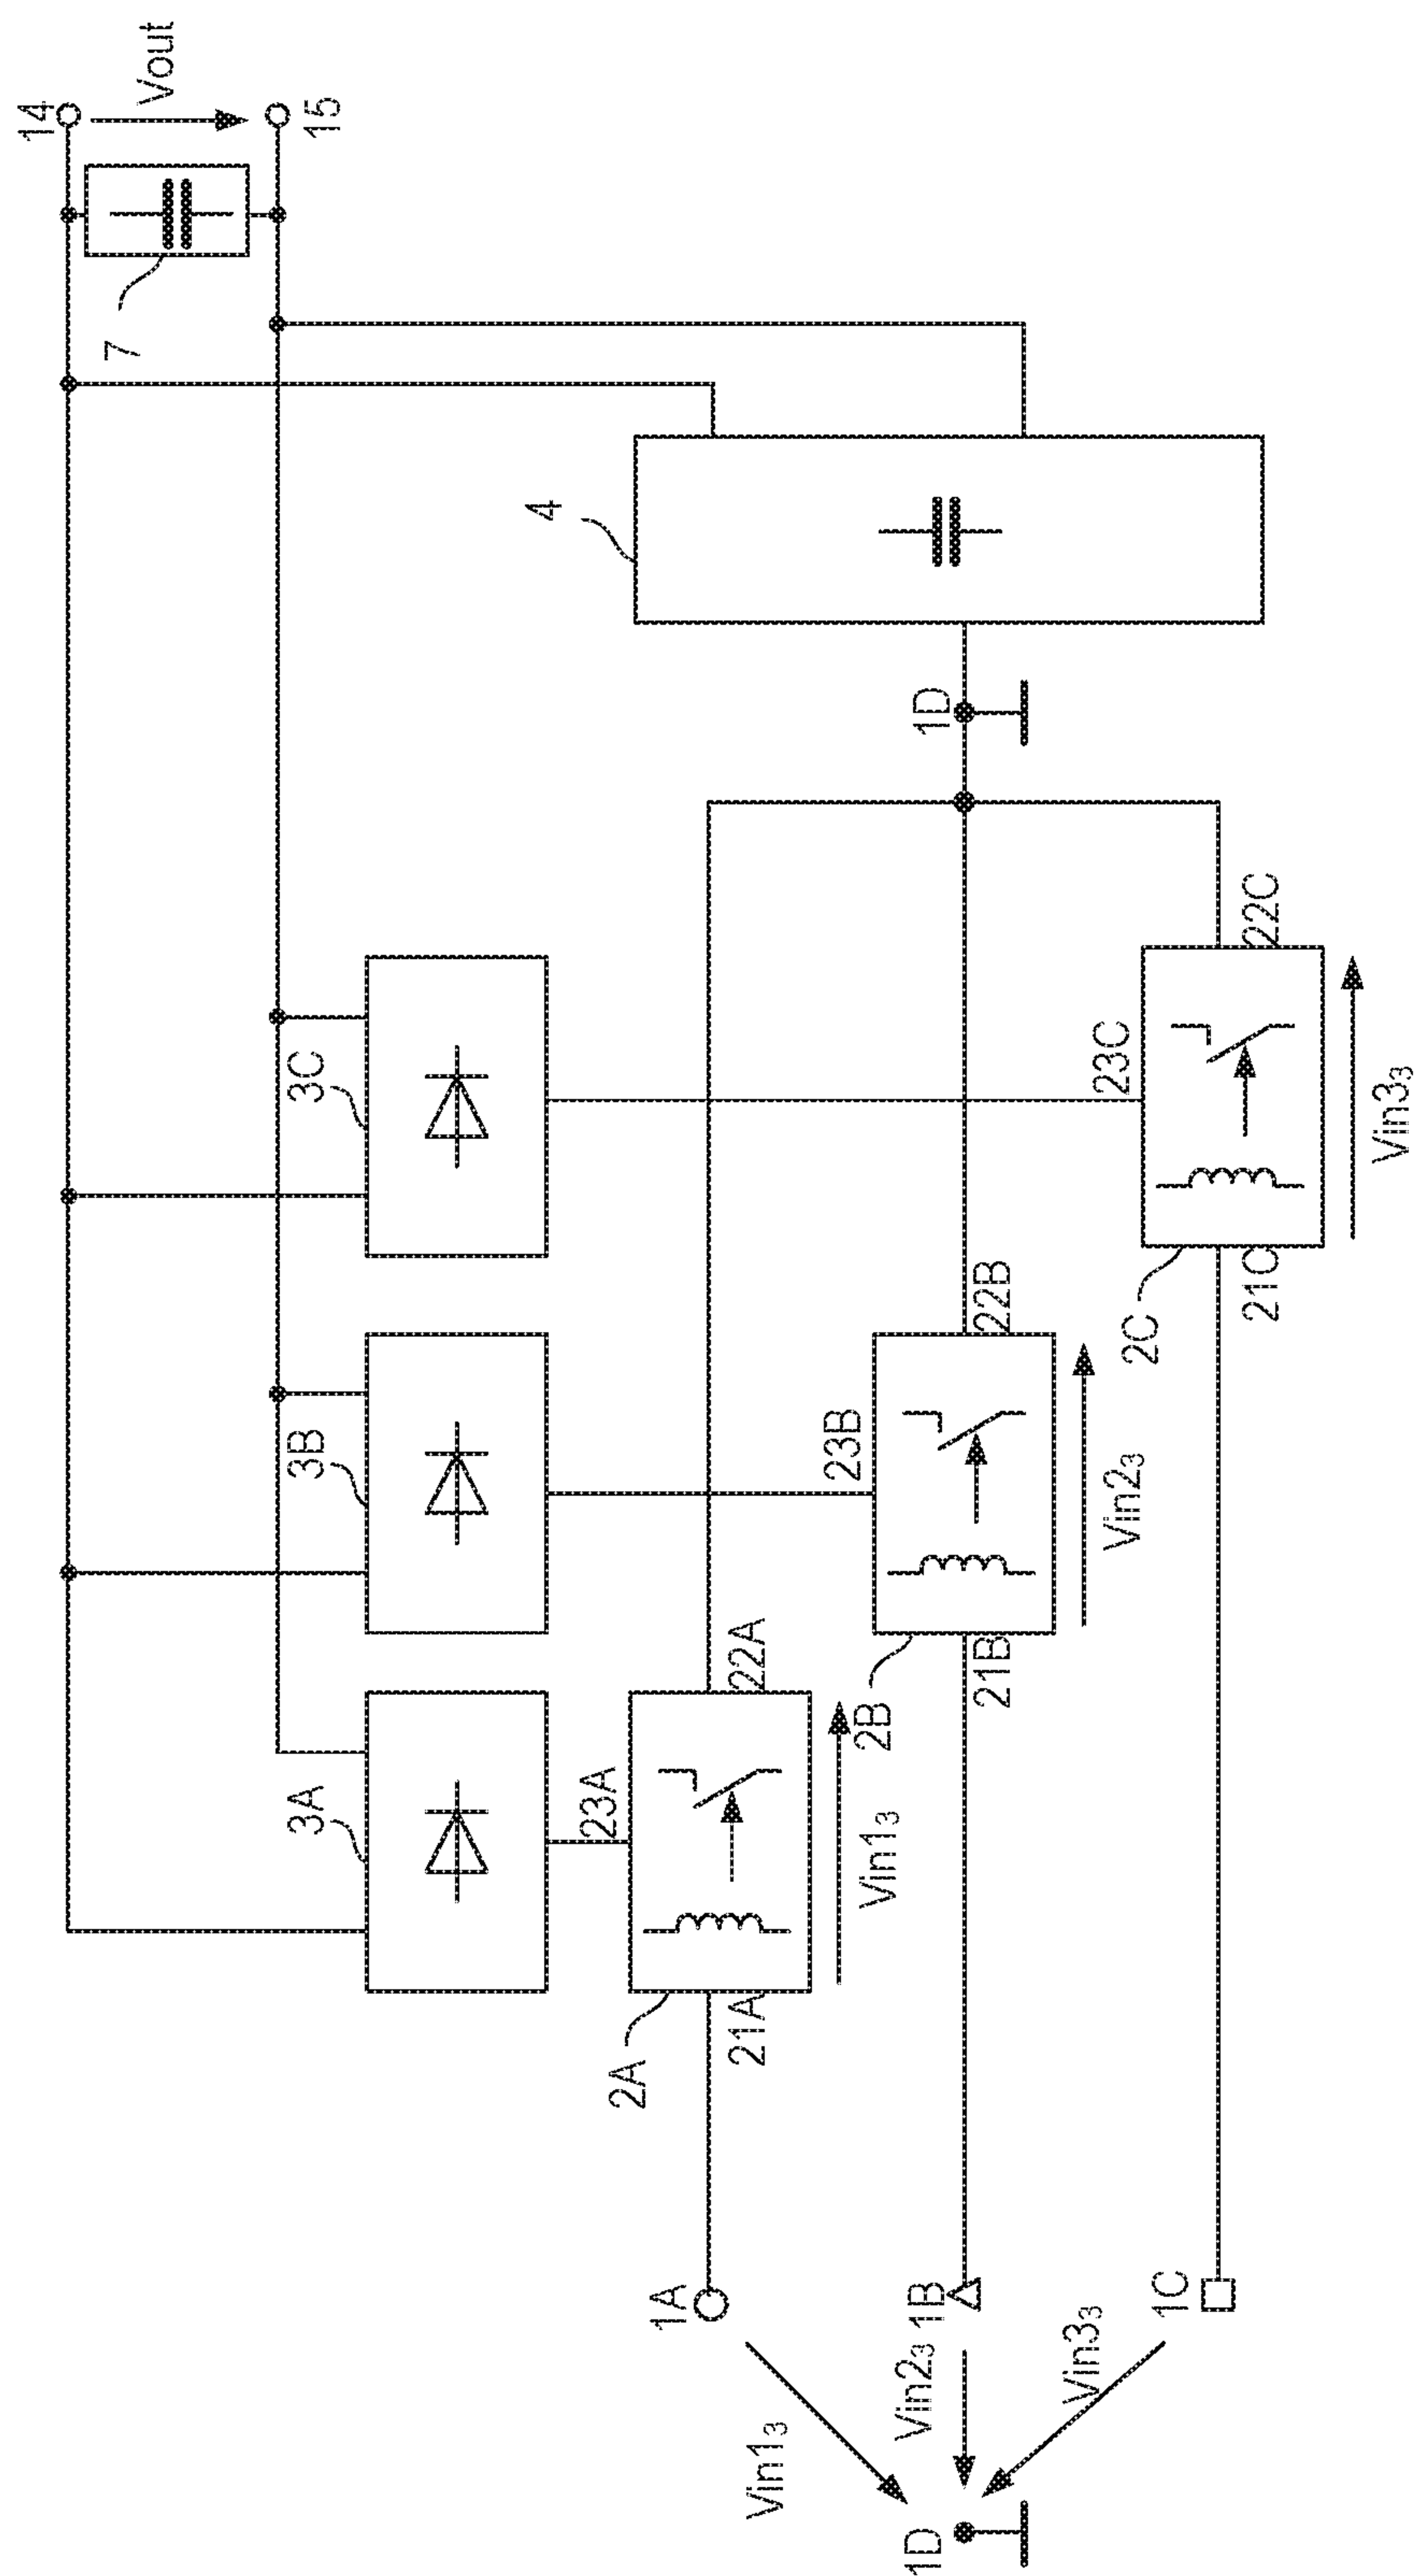 14
Vout
15
7
4
1D
3C
3B
3A
23C
22C
21C
2C
Vin3₃
23B
22B
21B
2B
Vin2₃
23A
22A
21A
2A
Vin1₃
1A
1B
1C
Vin1₃
Vin2₃
Vin3₃
1D